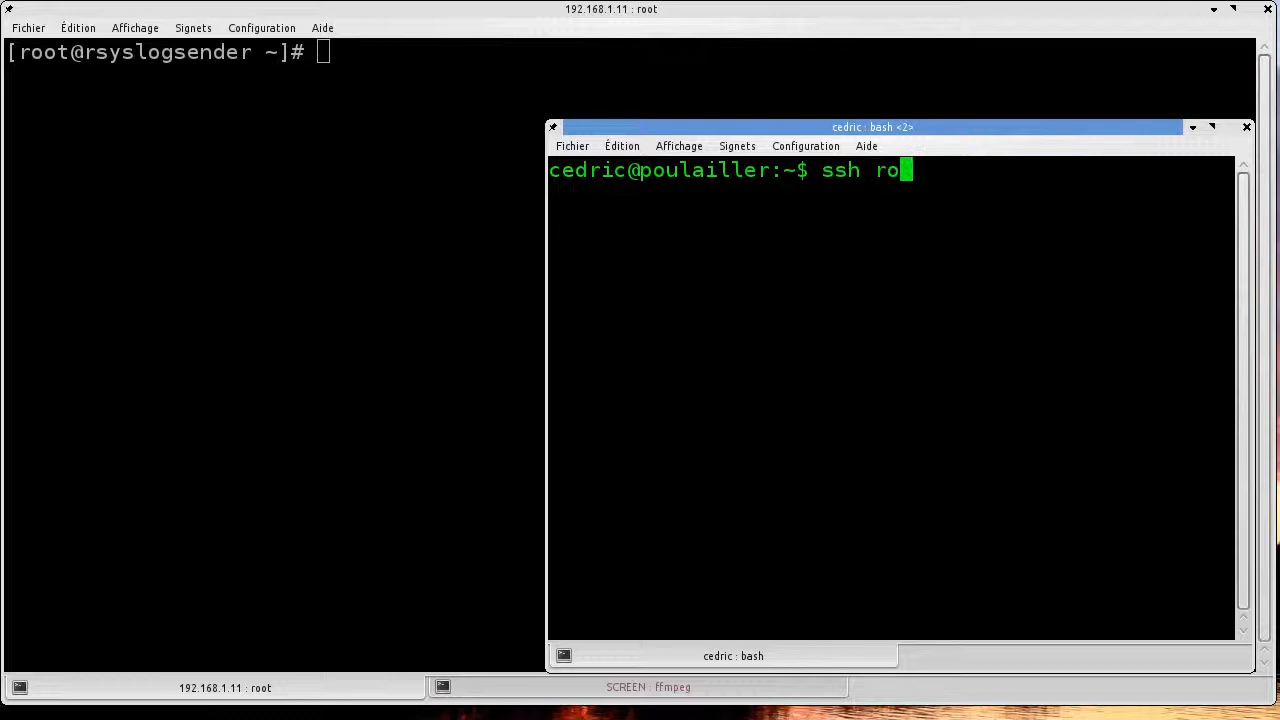 192.168.1.11 : root
Fichier Édition Affichage Signets Configuration Aide
[root@rsyslogsender ~]#
cedric : bash <2>
Fichier Édition Affichage Signets Configuration Aide
cedric@poulailler:~$ ssh ro
cedric : bash
192.168.1.11 : root
SCREEN : ffmpeg